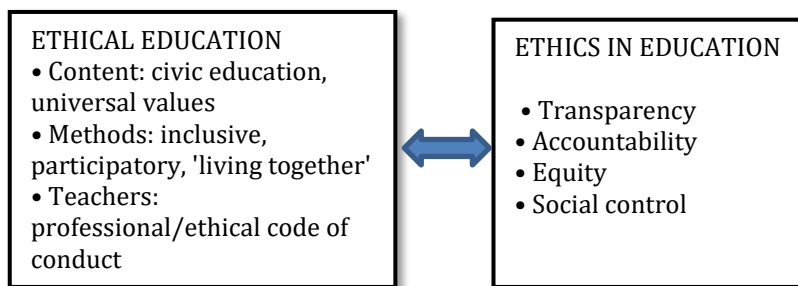 ETHICAL EDUCATION
• Content: civic education,
universal values
• Methods: inclusive,
participatory, 'living together'
• Teachers:
professional/ethical code of
conduct
ETHICS IN EDUCATION
• Transparency
• Accountability
• Equity
• Social control